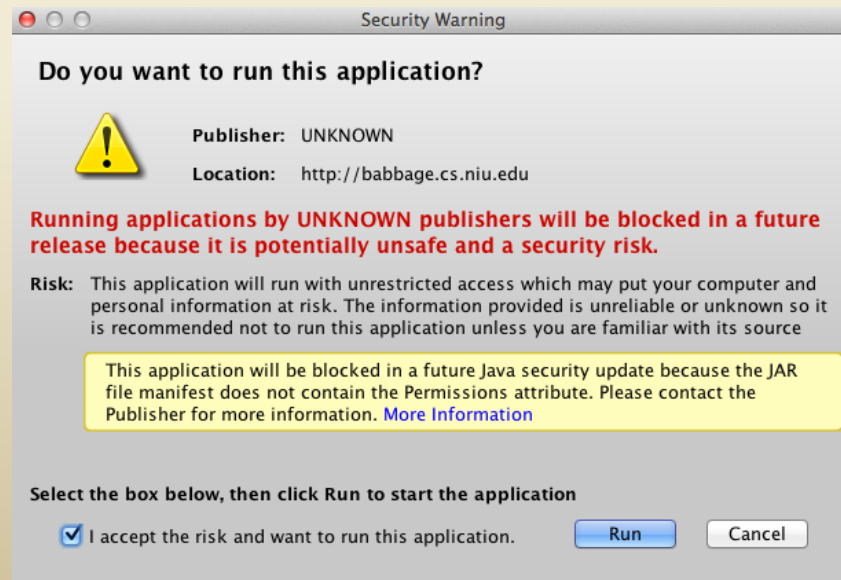 Security Warning
Do you want to run this application?
Publisher: UNKNOWN
Location: http://babbage.cs.niu.edu
Running applications by UNKNOWN publishers will be blocked in a future
release because it is potentially unsafe and a security risk.
Risk: This application will run with unrestricted access which may put your computer and
personal information at risk. The information provided is unreliable or unknown so it
is recommended not to run this application unless you are familiar with its source
This application will be blocked in a future Java security update because the JAR
file manifest does not contain the Permissions attribute. Please contact the
Publisher for more information. More Information
Select the box below, then click Run to start the application
I accept the risk and want to run this application.
Run
Cancel